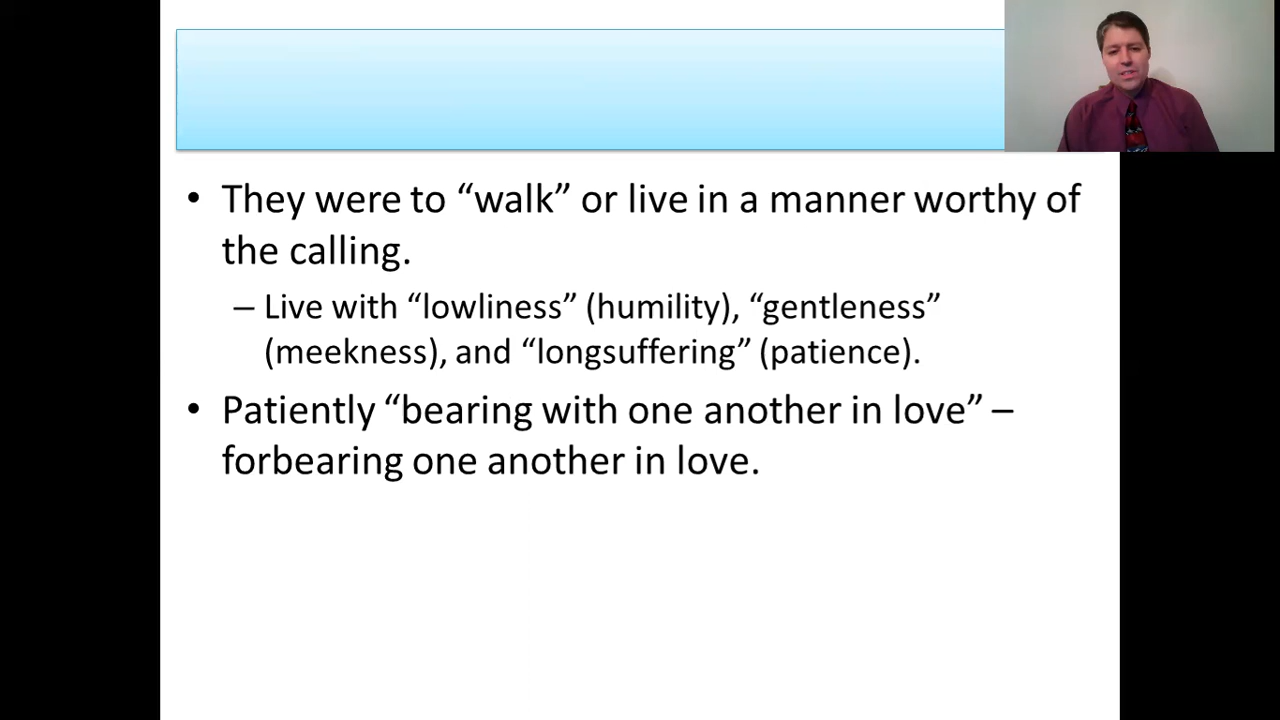 • They were to “walk” or live in a manner worthy of
the calling.
– Live with “lowliness” (humility), “gentleness”
(meekness), and “longsuffering” (patience).
• Patiently “bearing with one another in love” –
forbearing one another in love.